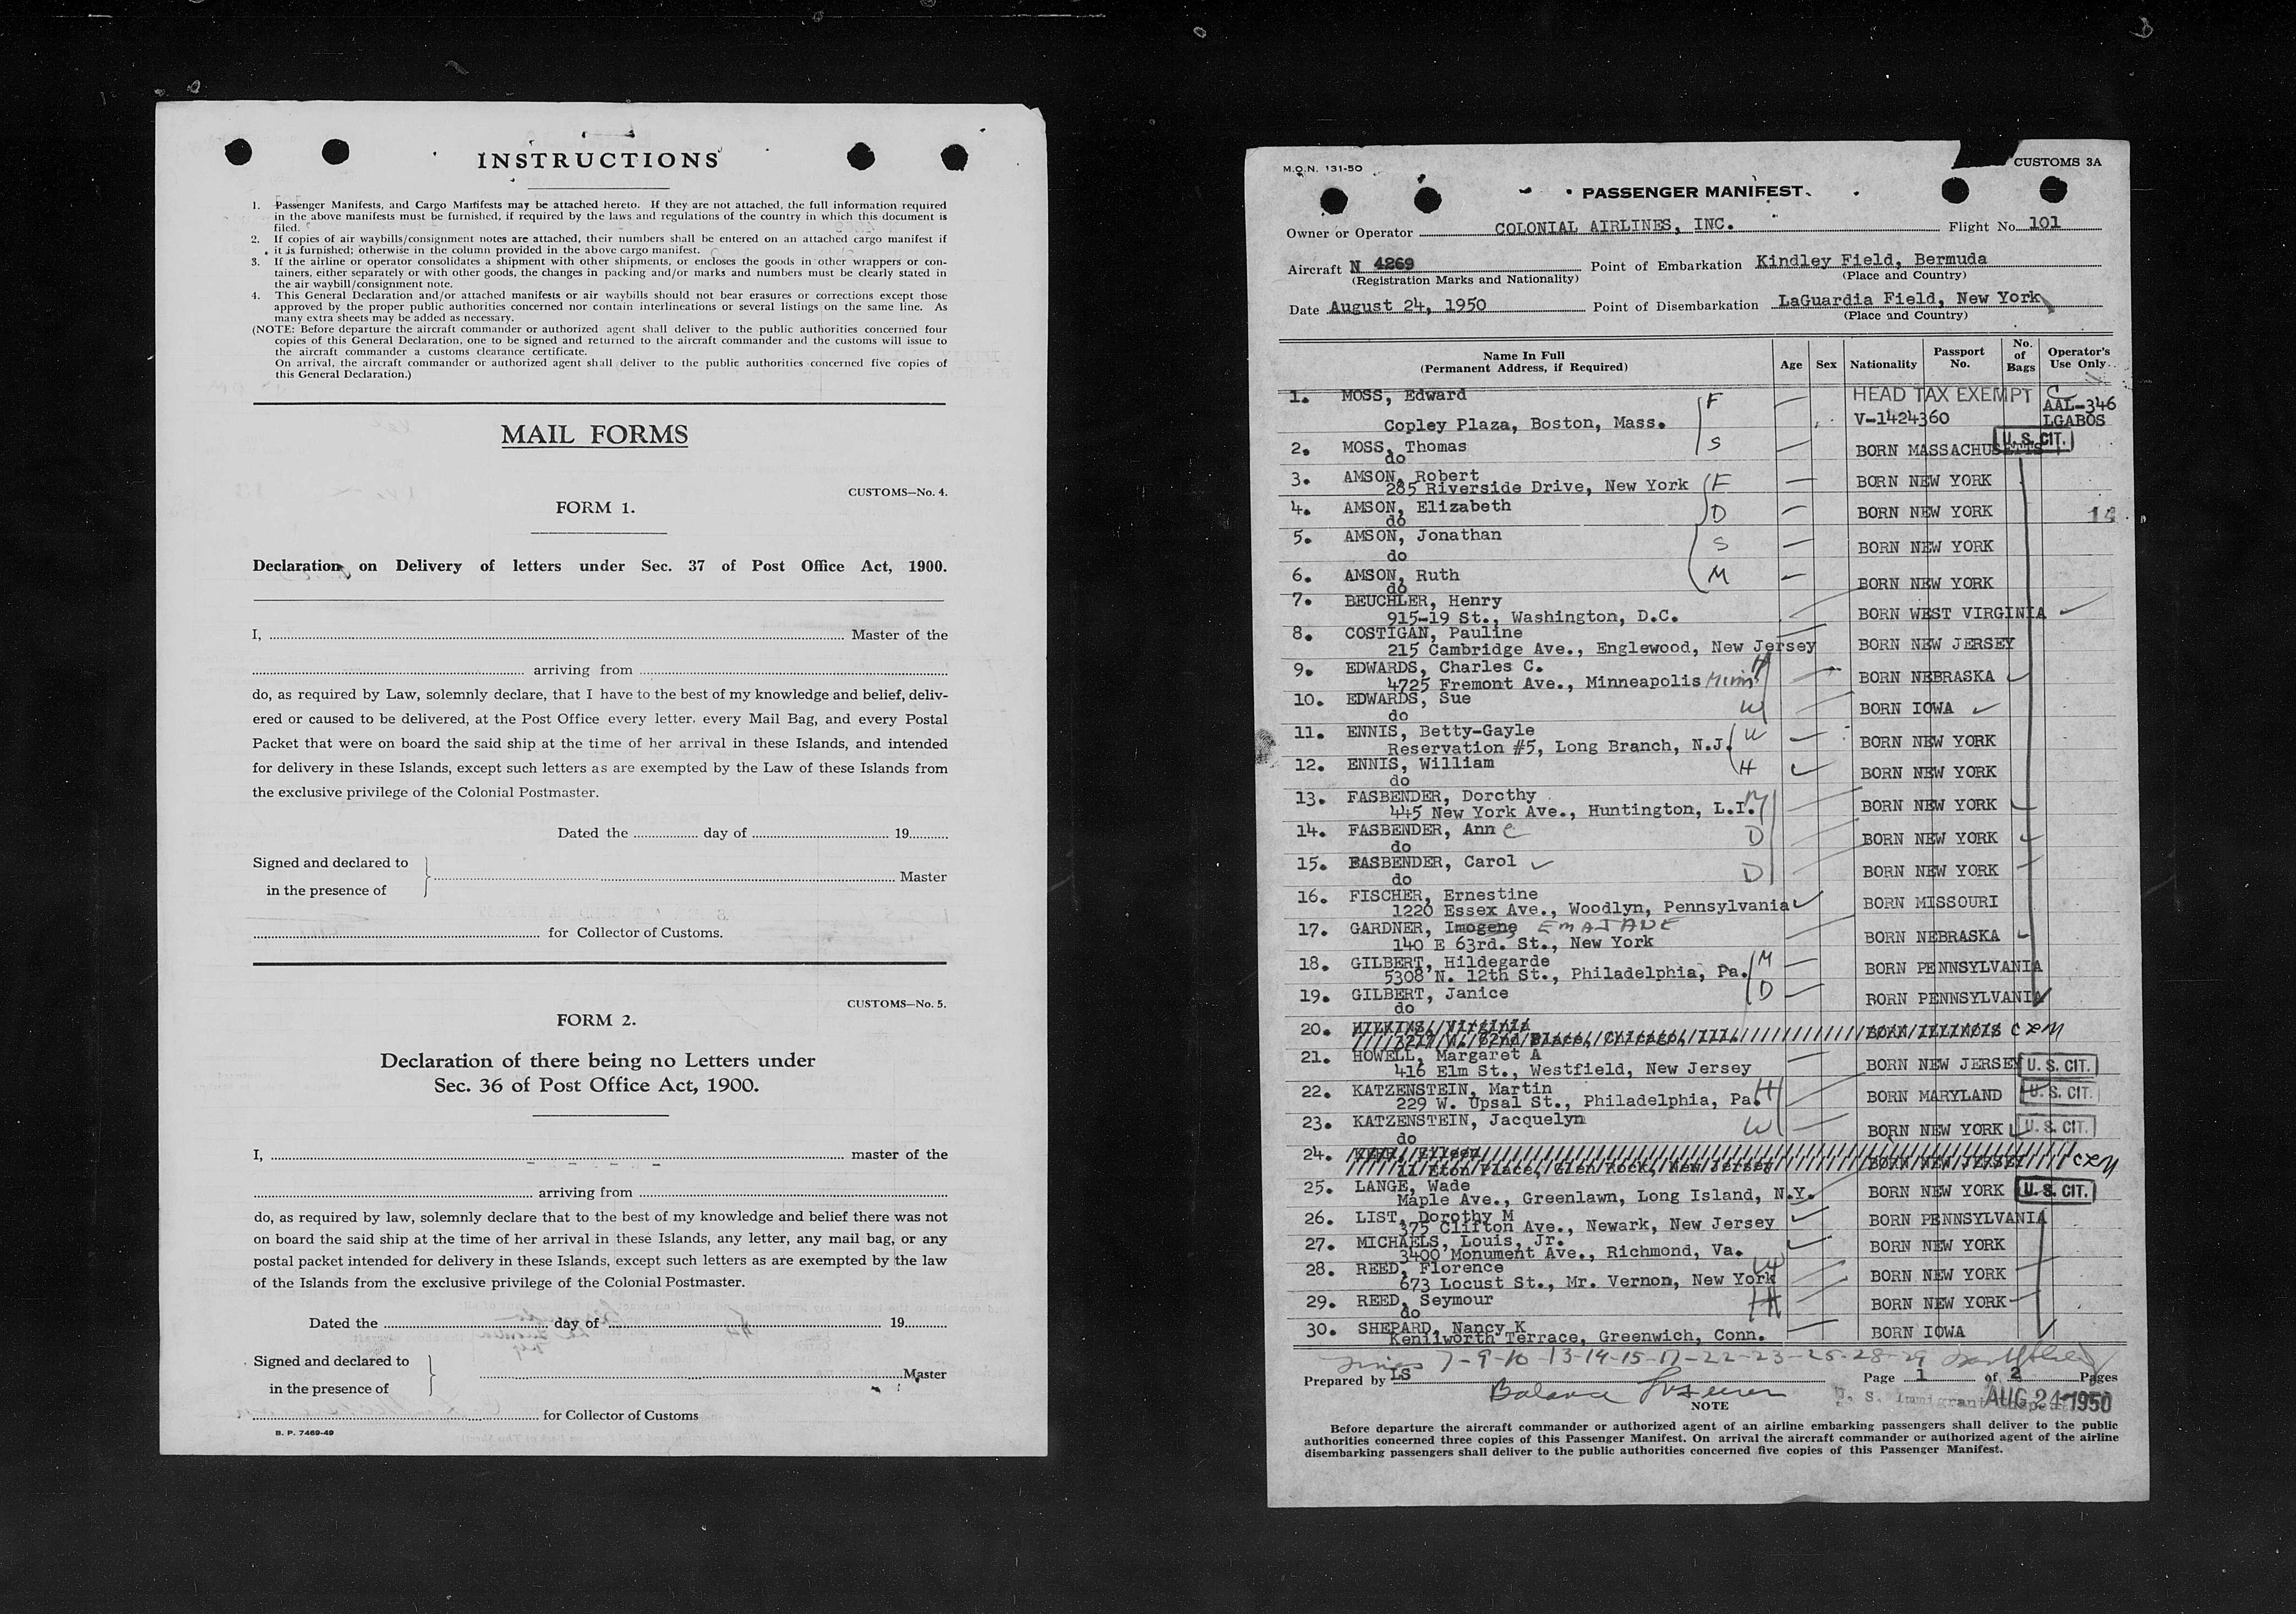 INSTRUCTIONS
1. Passenger Manifests, and Cargo Manifests may be attached hereto. If they are not attached, the full information required
in the above manifests must be furnished, if required by the laws and regulations of the country in which this document is
filed.
2. If copies of air waybills/consignment notes are attached, their numbers shall be entered on an attached cargo manifest if
it is furnished; otherwise in the column provided in the above cargo manifest.
3. If the airline or operator consolidates a shipment with other shipments, or encloses the goods in other wrappers or con-
tainers, either separately or with other goods, the changes in packing and/or marks and numbers must be clearly stated in
the air waybill/consignment note.
4. This General Declaration and/or attached manifests or air waybills should not bear erasures or corrections except those
approved by the proper public authorities concerned nor contain interlineations or several listings on the same line. As
many extra sheets may be added as necessary.
(NOTE: Before departure the aircraft commander or authorized agent shall deliver to the public authorities concerned four
copies of this General Declaration, one to be signed and returned to the aircraft commander and the customs will issue to
the aircraft commander a customs clearance certificate.
On arrival, the aircraft commander or authorized agent shall deliver to the public authorities concerned five copies of
this General Declaration.)
MAIL FORMS
CUSTOMS—No. 4.
FORM 1.
Declaration on Delivery of letters under Sec. 37 of Post Office Act, 1900.
I, Master of the
arriving from
do, as required by Law, solemnly declare, that I have to the best of my knowledge and belief, deliv-
ered or caused to be delivered, at the Post Office every letter, every Mail Bag, and every Postal
Packet that were on board the said ship at the time of her arrival in these Islands, and intended
for delivery in these Islands, except such letters as are exempted by the Law of these Islands from
the exclusive privilege of the Colonial Postmaster.
Dated the day of 19
Signed and declared to
Master
in the presence of
for Collector of Customs.
CUSTOMS—No. 5.
FORM 2.
Declaration of there being no Letters under
Sec. 36 of Post Office Act, 1900.
I, master of the
arriving from
do, as required by law, solemnly declare that to the best of my knowledge and belief there was not
on board the said ship at the time of her arrival in these Islands, any letter, any mail bag, or any
postal packet intended for delivery in these Islands, except such letters as are exempted by the law
of the Islands from the exclusive privilege of the Colonial Postmaster.
Dated the day of 19
Signed and declared to
Master
in the presence of
for Collector of Customs
B. P. 7469-49
M.O.N. 131-50 CUSTOMS 3A
PASSENGER MANIFEST
Owner or Operator COLONIAL AIRLINES, INC. Flight No. 101
Aircraft N 4269 Point of Embarkation Kindley Field, Bermuda
(Registration Marks and Nationality) (Place and Country)
Date August 24, 1950 Point of Disembarkation LaGuardia Field, New York
(Place and Country)
Name In Full (Permanent Address, if Required) Age Sex Nationality Passport No. No. of Bags Operator's Use Only
1. MOSS, Edward F HEAD TAX EXEMPT C
AAL-346
Copley Plaza, Boston, Mass. V-1424360 LGABOS
2. MOSS, Thomas S BORN MASSACHUSETTS U. S. CIT.
do
3. AMSON, Robert F BORN NEW YORK
285 Riverside Drive, New York
4. AMSON, Elizabeth D BORN NEW YORK 14
do
5. AMSON, Jonathan S BORN NEW YORK
do
6. AMSON, Ruth M BORN NEW YORK
do
7. BEUCHLER, Henry BORN WEST VIRGINIA
915-19 St., Washington, D.C.
8. COSTIGAN, Pauline BORN NEW JERSEY
215 Cambridge Ave., Englewood, New Jersey
9. EDWARDS, Charles C. H BORN NEBRASKA
4725 Fremont Ave., Minneapolis Minn
10. EDWARDS, Sue W BORN IOWA
do
11. ENNIS, Betty-Gayle W BORN NEW YORK
Reservation #5, Long Branch, N.J.
12. ENNIS, William H BORN NEW YORK
do
13. FASBENDER, Dorothy M BORN NEW YORK
445 New York Ave., Huntington, L.I.
14. FASBENDER, Ann e D BORN NEW YORK
do
15. FASBENDER, Carol D BORN NEW YORK
do
16. FISCHER, Ernestine BORN MISSOURI
1220 Essex Ave., Woodlyn, Pennsylvania
17. GARDNER, Imogene EMAJANE BORN NEBRASKA
140 E 63rd. St., New York
18. GILBERT, Hildegarde M BORN PENNSYLVANIA
5308 N. 12th St., Philadelphia, Pa.
19. GILBERT, Janice D BORN PENNSYLVANIA
do
20. Virginia BORN ILLINOIS CZM
Place, Chicago, Ill.
21. HOWELL, Margaret A BORN NEW JERSEY U. S. CIT.
416 Elm St., Westfield, New Jersey
22. KATZENSTEIN, Martin H BORN MARYLAND U. S. CIT.
229 W. Upsal St., Philadelphia, Pa.
23. KATZENSTEIN, Jacquelyn W BORN NEW YORK U. S. CIT.
do
24. Eileen BORN NEW JERSEY CZM
Place, Glen Rock, New Jersey
25. LANGE, Wade BORN NEW YORK U. S. CIT.
Maple Ave., Greenlawn, Long Island, N.Y.
26. LIST, Dorothy M BORN PENNSYLVANIA
375 Clifton Ave., Newark, New Jersey
27. MICHAELS, Louis, Jr. BORN NEW YORK
3400 Monument Ave., Richmond, Va.
28. REED, Florence W BORN NEW YORK
673 Locust St., Mr. Vernon, New York
29. REED, Seymour H BORN NEW YORK
do
30. SHEPARD, Nancy K BORN IOWA
Kenilworth Terrace, Greenwich, Conn.
7-9-10-13-14-15-17-22-23-25-28-29
Prepared by LS Page 1 of 2 Pages
Balance
U. S. Immigrant AUG 24 1950
NOTE
Before departure the aircraft commander or authorized agent of an airline embarking passengers shall deliver to the public
authorities concerned three copies of this Passenger Manifest. On arrival the aircraft commander or authorized agent of the airline
disembarking passengers shall deliver to the public authorities concerned five copies of this Passenger Manifest.